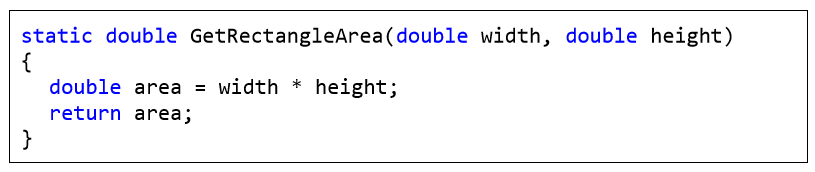 static double GetRectangleArea(double width, double height)
{
double area = width * height;
return area;
}